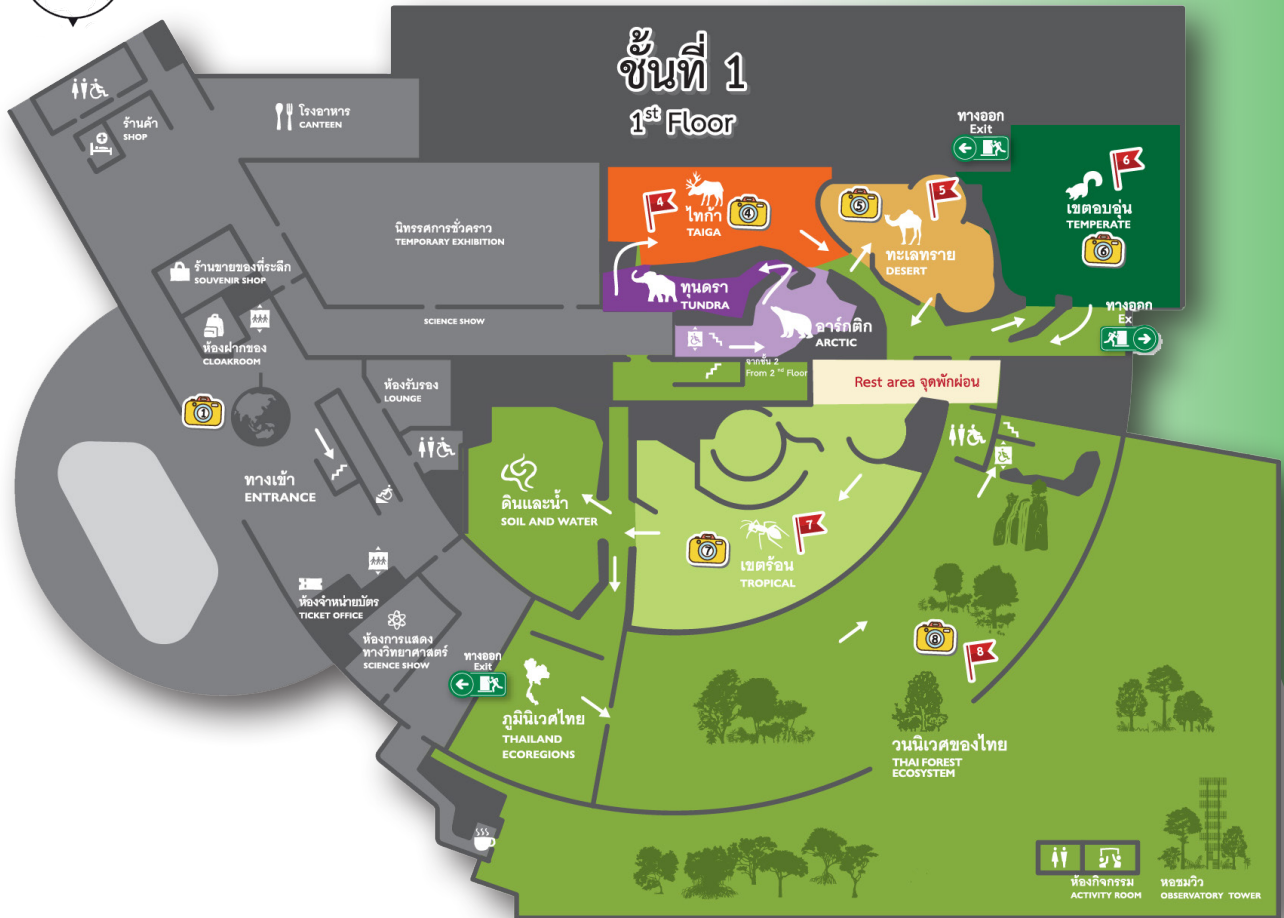 ชั้นที่ 1
1st Floor
ร้านค้า
SHOP
โรงอาหาร
CANTEEN
นิทรรศการชั่วคราว
TEMPORARY EXHIBITION
SCIENCE SHOW
ร้านขายของที่ระลึก
SOUVENIR SHOP
ห้องฝากของ
CLOAKROOM
ห้องรับรอง
LOUNGE
1
ทางเข้า
ENTRANCE
ห้องจำหน่ายบัตร
TICKET OFFICE
ห้องการแสดง
ทางวิทยาศาสตร์
SCIENCE SHOW
4
4
ไทก้า
TAIGA
ทุนดรา
TUNDRA
อาร์กติก
ARCTIC
จากชั้น 2
From 2nd Floor
5
5
ทะเลทราย
DESERT
ทางออก
Exit
6
เขตอบอุ่น
TEMPERATE
6
ทางออก
Ex
Rest area จุดพักผ่อน
ดินและน้ำ
SOIL AND WATER
7
7
เขตร้อน
TROPICAL
ทางออก
Exit
ภูมินิเวศไทย
THAILAND
ECOREGIONS
8
8
วนนิเวศของไทย
THAI FOREST
ECOSYSTEM
ห้องกิจกรรม
ACTIVITY ROOM
หอชมวิว
OBSERVATORY TOWER